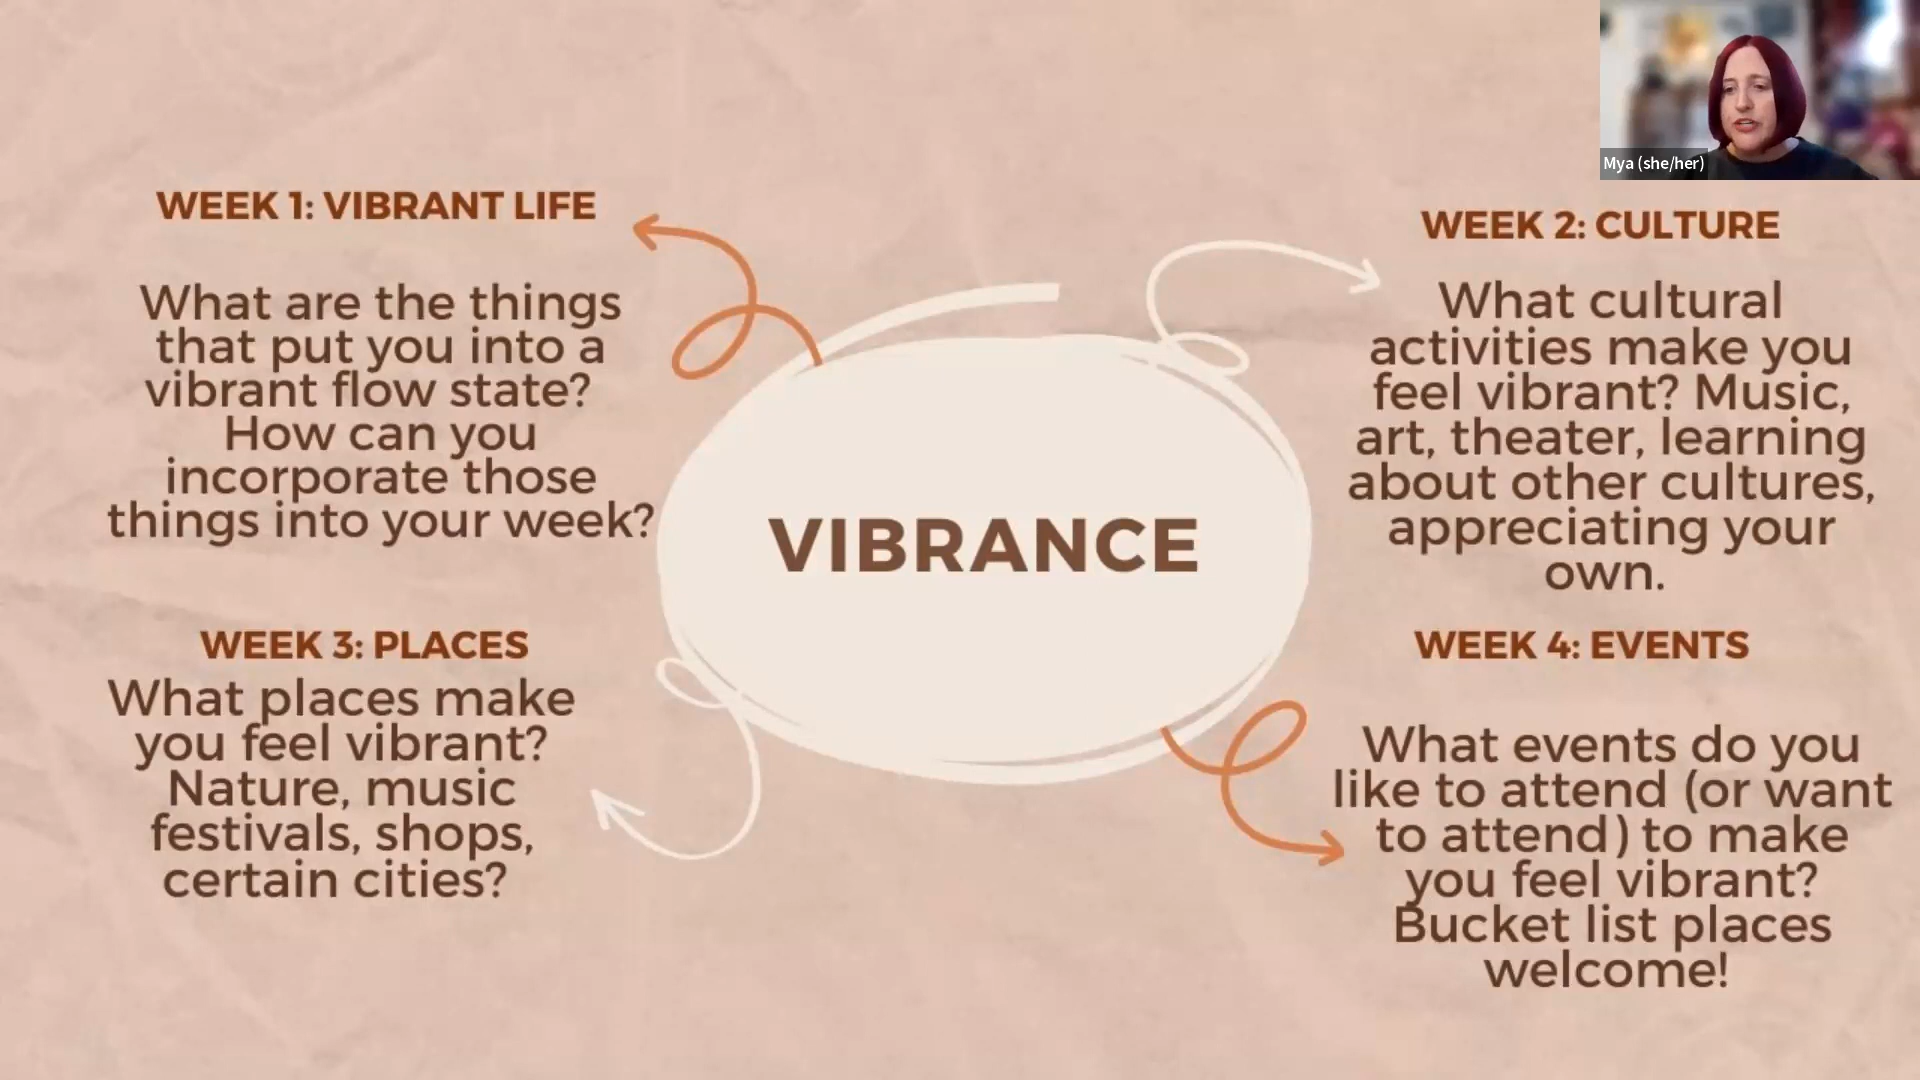 Mya (she/her)
WEEK 1: VIBRANT LIFE
What are the things
that put you into a
vibrant flow state?
How can you
incorporate those
things into your week?
WEEK 2: CULTURE
What cultural
activities make you
feel vibrant? Music,
art, theater, learning
about other cultures,
appreciating your
own.
VIBRANCE
WEEK 3: PLACES
What places make
you feel vibrant?
Nature, music
festivals, shops,
certain cities?
WEEK 4: EVENTS
What events do you
like to attend (or want
to attend) to make
you feel vibrant?
Bucket list places
welcome!